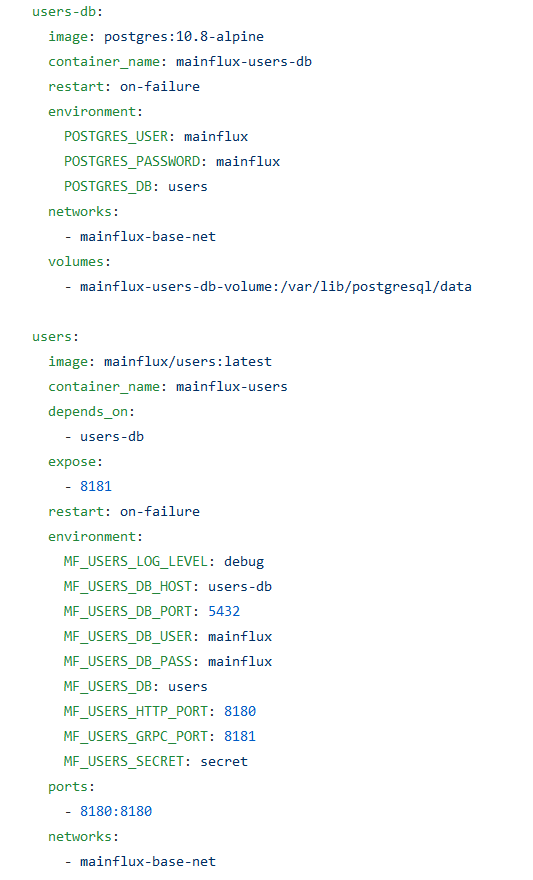 users-db:
  image: postgres:10.8-alpine
  container_name: mainflux-users-db
  restart: on-failure
  environment:
    POSTGRES_USER: mainflux
    POSTGRES_PASSWORD: mainflux
    POSTGRES_DB: users
  networks:
    - mainflux-base-net
  volumes:
    - mainflux-users-db-volume:/var/lib/postgresql/data

users:
  image: mainflux/users:latest
  container_name: mainflux-users
  depends_on:
    - users-db
  expose:
    - 8181
  restart: on-failure
  environment:
    MF_USERS_LOG_LEVEL: debug
    MF_USERS_DB_HOST: users-db
    MF_USERS_DB_PORT: 5432
    MF_USERS_DB_USER: mainflux
    MF_USERS_DB_PASS: mainflux
    MF_USERS_DB: users
    MF_USERS_HTTP_PORT: 8180
    MF_USERS_GRPC_PORT: 8181
    MF_USERS_SECRET: secret
  ports:
    - 8180:8180
  networks:
    - mainflux-base-net